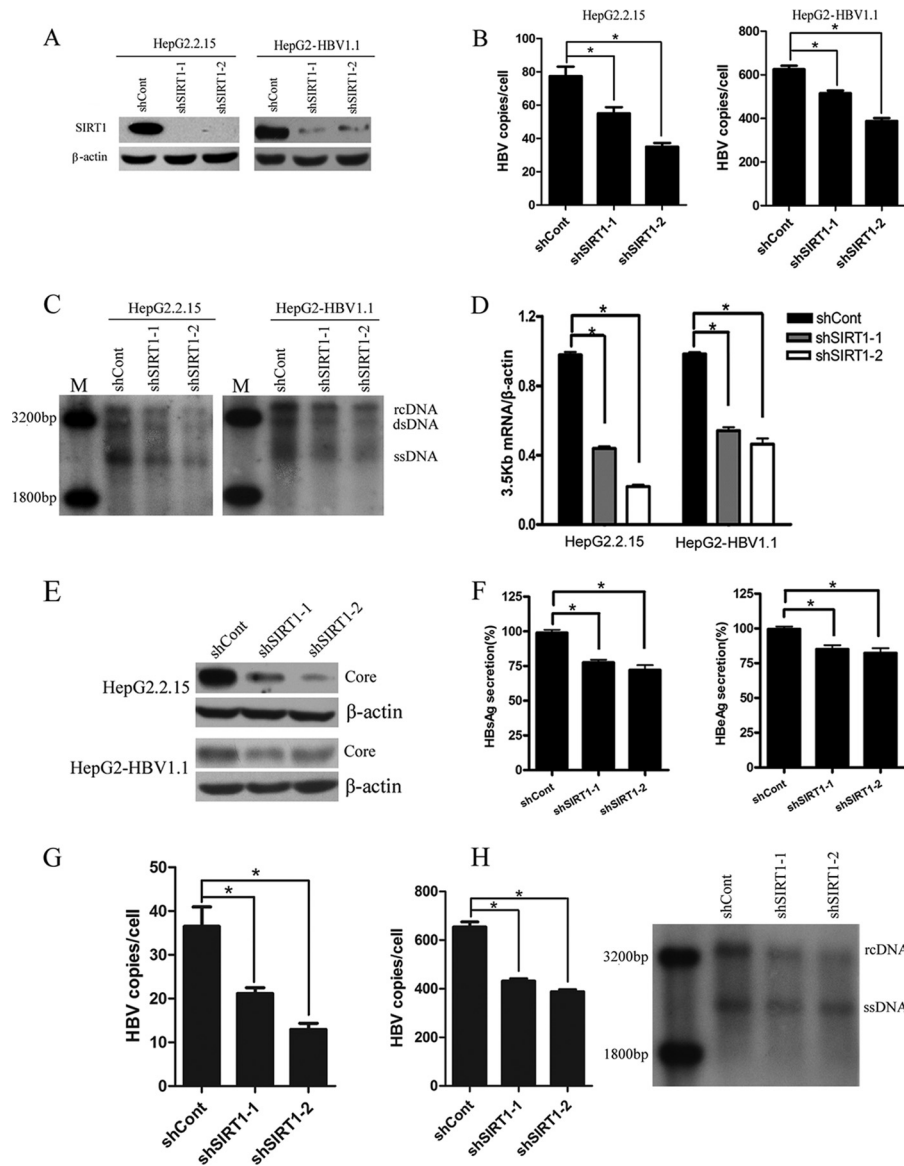 A
HepG2.2.15
HepG2-HBV1.1
shCont
shSIRT1-1
shSIRT1-2
shCont
shSIRT1-1
shSIRT1-2
SIRT1
β-actin
B
HepG2.2.15
HBV copies/cell
100
80
60
40
20
0
*
*
shCont
shSIRT1-1
shSIRT1-2
HepG2-HBV1.1
HBV copies/cell
800
600
400
200
0
*
*
shCont
shSIRT1-1
shSIRT1-2
C
HepG2.2.15
HepG2-HBV1.1
M
shCont
shSIRT1-1
shSIRT1-2
M
shCont
shSIRT1-1
shSIRT1-2
3200bp
1800bp
rcDNA
dsDNA
ssDNA
D
3.5Kb mRNA/β-actin
1.2
0.8
0.4
0.0
*
*
*
*
HepG2.2.15
HepG2-HBV1.1
shCont
shSIRT1-1
shSIRT1-2
E
shCont
shSIRT1-1
shSIRT1-2
HepG2.2.15
Core
β-actin
HepG2-HBV1.1
Core
β-actin
F
HBsAg secretion(%)
125
100
75
50
25
0
*
*
shCont
shSIRT1-1
shSIRT1-2
HBeAg secretion(%)
125
100
75
50
25
0
*
*
shCont
shSIRT1-1
shSIRT1-2
G
HBV copies/cell
50
40
30
20
10
0
*
*
shCont
shSIRT1-1
shSIRT1-2
H
HBV copies/cell
800
600
400
200
0
*
*
shCont
shSIRT1-1
shSIRT1-2
shCont
shSIRT1-1
shSIRT1-2
3200bp
1800bp
rcDNA
ssDNA